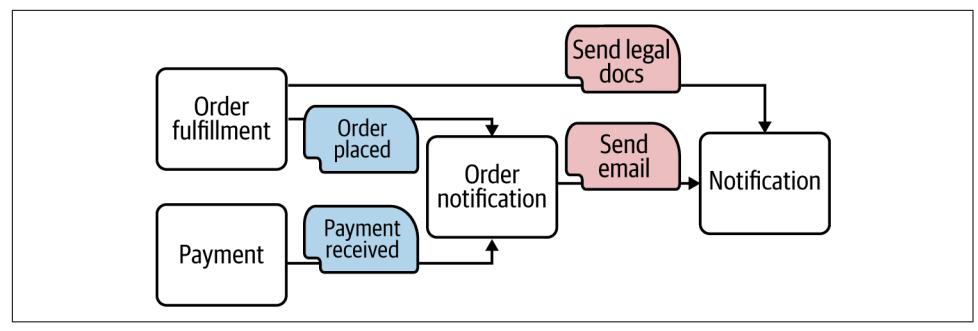 Send legal
docs
Order
fulfillment
Order
placed
Send
email
Order
notification
Notification
Payment
Payment
received